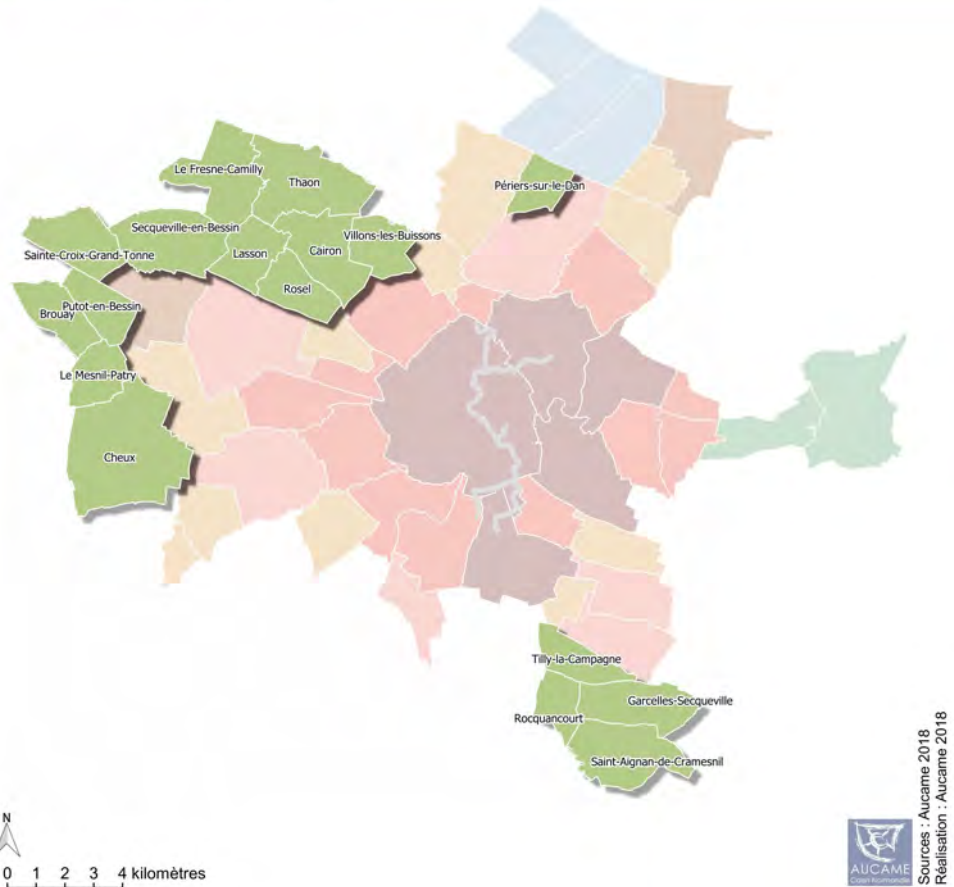 Le Fresne-Camilly
Thaon
Périers-sur-le-Dan
Secqueville-en-Bessin
Villons-les-Buissons
Sainte-Croix-Grand-Tonne
Lasson
Cairon
Rosel
Putot-en-Bessin
Brouay
Le Mesnil-Patry
Cheux
Tilly-la-Campagne
Garcelles-Secqueville
Rocquancourt
Saint-Aignan-de-Cramesnil
N
0 1 2 3 4 kilomètres
AUCAME
Caen Normandie
Sources : Aucame 2018
Réalisation : Aucame 2018